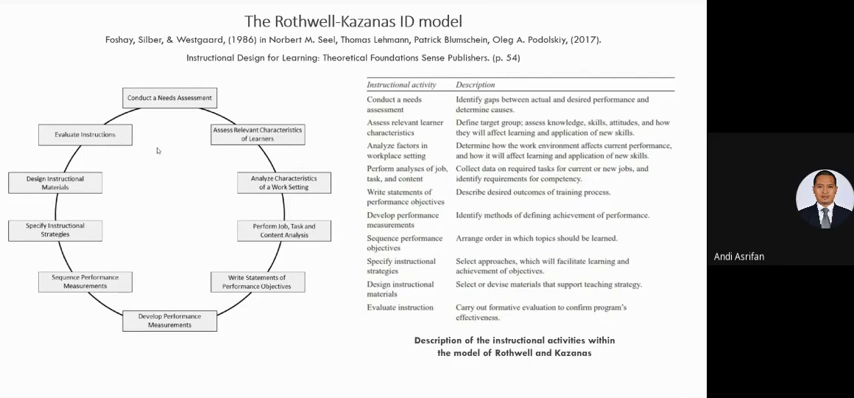 The Rothwell-Kazanas ID model
Foshay, Silber, & Westgaard, (1986) in Norbert M. Seel, Thomas Lehmann, Patrick Blumschein, Oleg A. Podolskiy, (2017).
Instructional Design for Learning: Theoretical Foundations Sense Publishers. (p. 54)
Conduct a Needs Assessment
Assess Relevant Characteristics
of Learners
Analyze Characteristics
of a Work Setting
Perform Job, Task and
Content Analysis
Write Statements of
Performance Objectives
Develop Performance
Measurements
Sequence Performance
Measurements
Specify Instructional
Strategies
Design Instructional
Materials
Evaluate Instructions
Instructional activity Description
Conduct a needs Identify gaps between actual and desired performance and
assessment determine causes.
Assess relevant learner Define target group; assess knowledge, skills, attitudes, and how
characteristics they will affect learning and application of new skills.
Analyze factors in Determine how the work environment affects current performance,
workplace setting and how it will affect learning and application of new skills.
Perform analyses of job, Collect data on required tasks for current or new jobs, and
task, and content identify requirements for competency.
Write statements of Describe desired outcomes of training process.
performance objectives
Develop performance Identify methods of defining achievement of performance.
measurements
Sequence performance Arrange order in which topics should be learned.
objectives
Specify instructional Select approaches, which will facilitate learning and
strategies achievement of objectives.
Design instructional Select or devise materials that support teaching strategy.
materials
Evaluate instruction Carry out formative evaluation to confirm program's
effectiveness.
Description of the instructional activities within
the model of Rothwell and Kazanas
Andi Asrifan